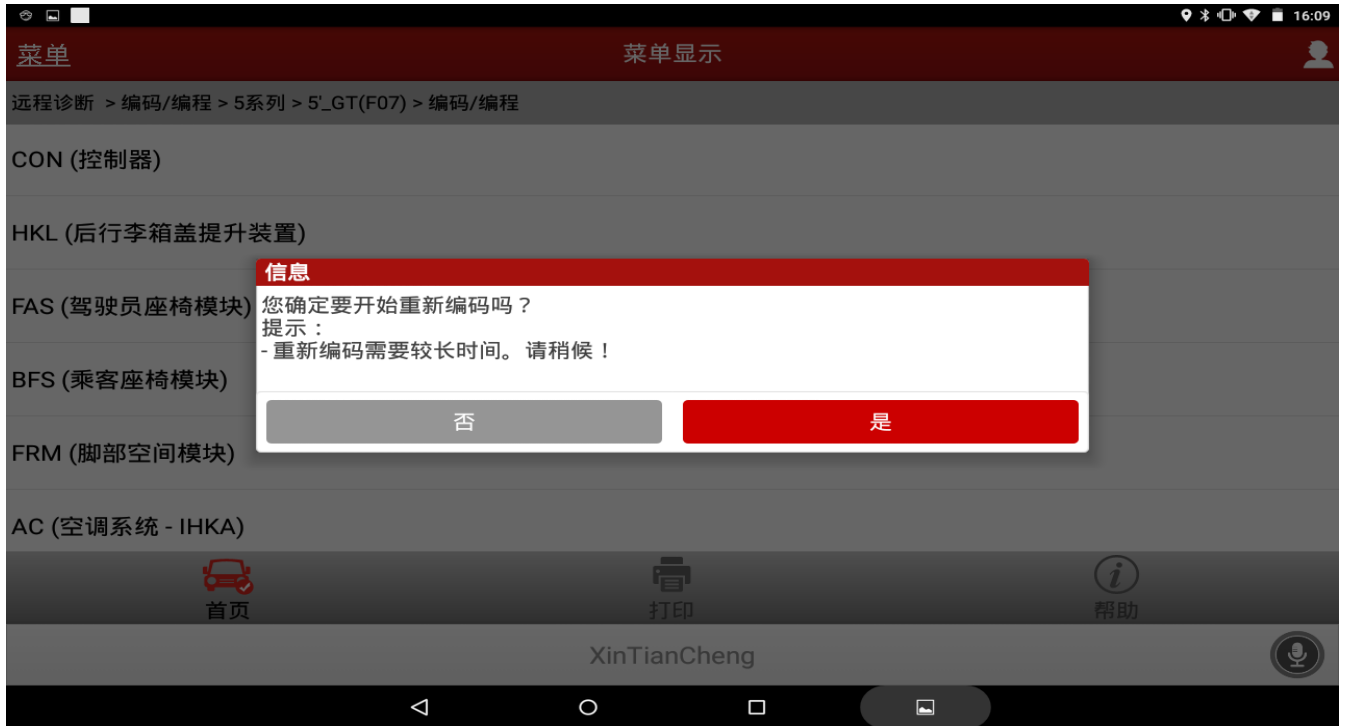 16:09
菜单
菜单显示
远程诊断 > 编码/编程 > 5系列 > 5'_GT(F07) > 编码/编程
CON (控制器)
HKL (后行李箱盖提升装置)
信息
FAS (驾驶员座椅模块)
您确定要开始重新编码吗？
提示：
- 重新编码需要较长时间。请稍候！
BFS (乘客座椅模块)
否
是
FRM (脚部空间模块)
AC (空调系统 - IHKA)
首页
打印
帮助
XinTianCheng